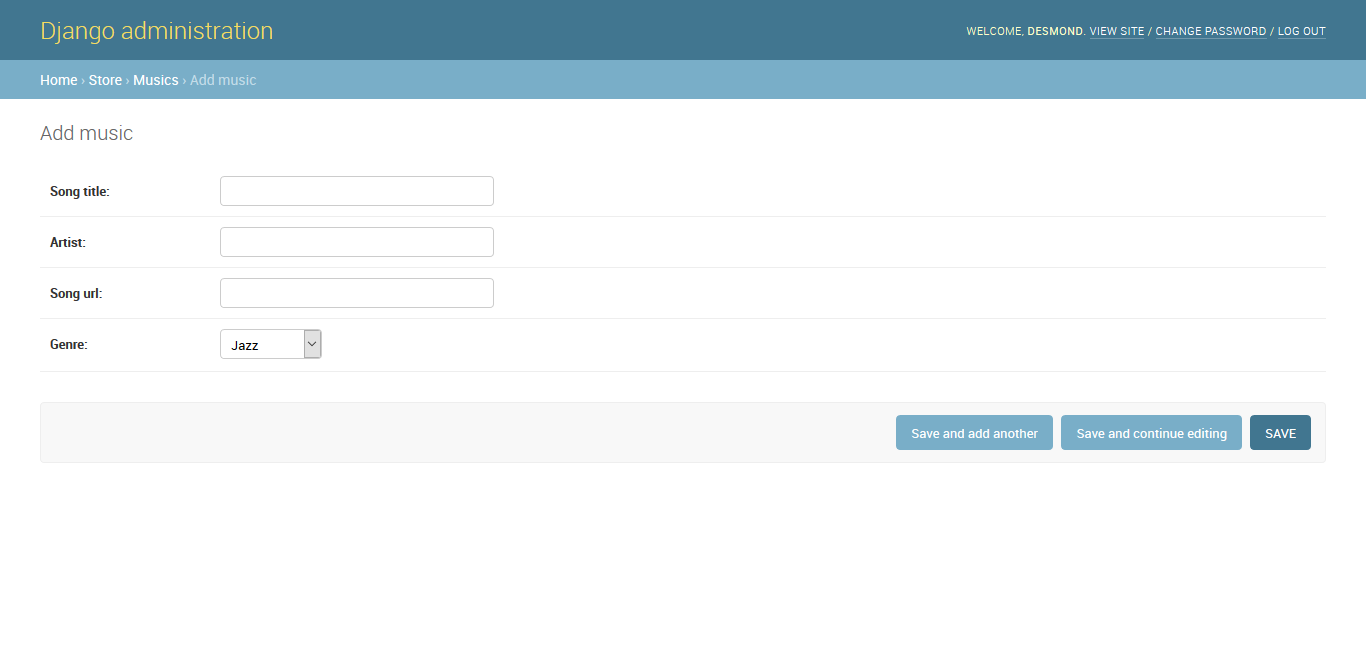 Django administration
WELCOME, DESMOND. VIEW SITE / CHANGE PASSWORD / LOG OUT
Home › Store › Musics › Add music
Add music
Song title:
Artist:
Song url:
Genre: Jazz
Save and add another Save and continue editing SAVE